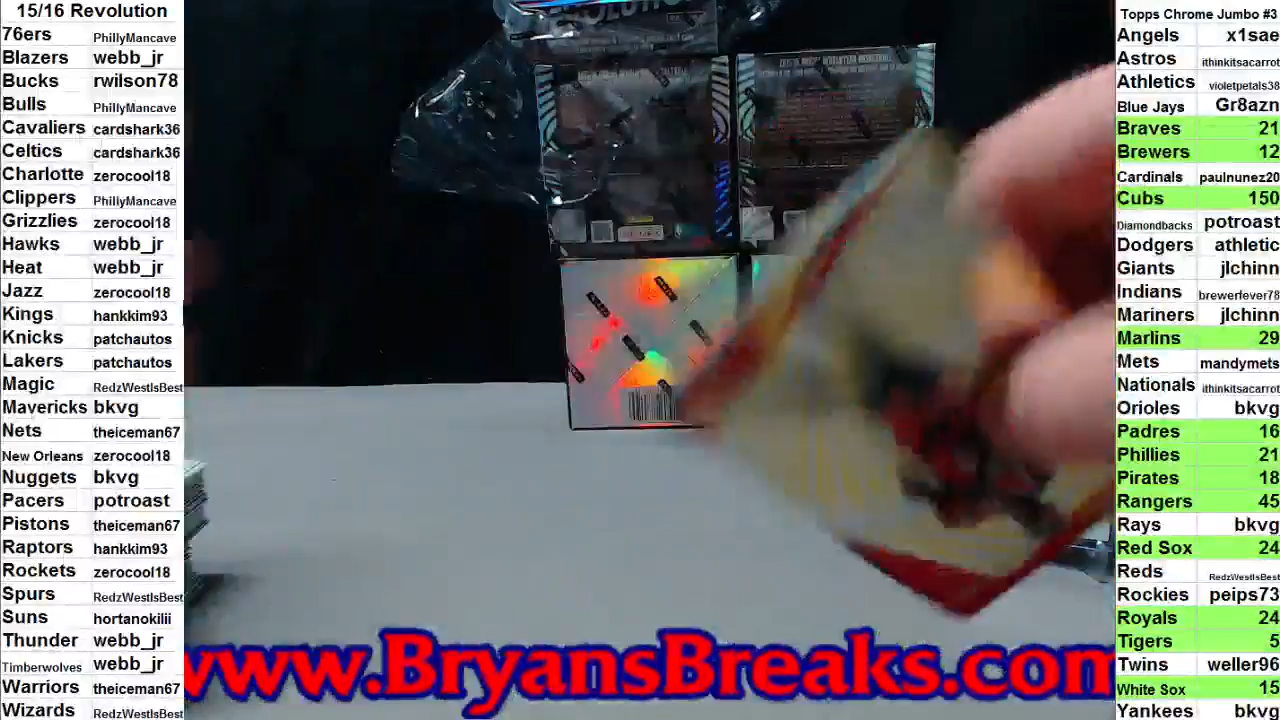 15/16 Revolution
76ers PhillyMancave
Blazers webb_jr
Bucks rwilson78
Bulls PhillyMancave
Cavaliers cardshark36
Celtics cardshark36
Charlotte zerocool18
Clippers PhillyMancave
Grizzlies zerocool18
Hawks webb_jr
Heat webb_jr
Jazz zerocool18
Kings hankkim93
Knicks patchautos
Lakers patchautos
Magic RedzWestIsBest
Mavericks bkvg
Nets theiceman67
New Orleans zerocool18
Nuggets bkvg
Pacers potroast
Pistons theiceman67
Raptors hankkim93
Rockets zerocool18
Spurs RedzWestIsBest
Suns hortanokilii
Thunder webb_jr
Timberwolves webb_jr
Warriors theiceman67
Wizards RedzWestIsBest
www.BryansBreaks.com
Topps Chrome Jumbo #3
Angels x1sae
Astros ithinkitsacarrot
Athletics violetpetals38
Blue Jays Gr8azn
Braves 21
Brewers 12
Cardinals paulnunez20
Cubs 150
Diamondbacks potroast
Dodgers athletic
Giants jlchinn
Indians brewerfever78
Mariners jlchinn
Marlins 29
Mets mandymets
Nationals ithinkitsacarrot
Orioles bkvg
Padres 16
Phillies 21
Pirates 18
Rangers 45
Rays bkvg
Red Sox 24
Reds RedzWestIsBest
Rockies peips73
Royals 24
Tigers 5
Twins weller96
White Sox 15
Yankees bkvg